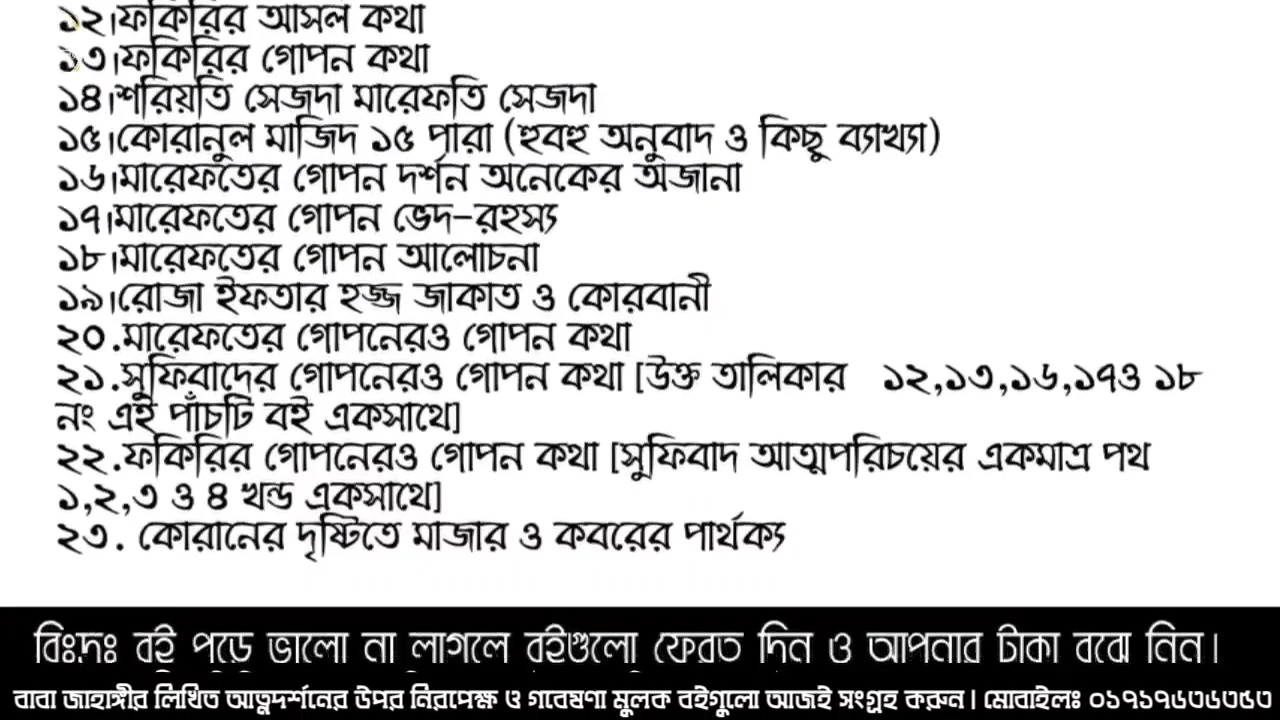 ১২।ফকিরির আসল কথা
১৩।ফকিরির গোপন কথা
১৪।শরিয়তি সেজদা মারেফতি সেজদা
১৫।কোরানুল মাজিদ ১৫ পারা (হুবহু অনুবাদ ও কিছু ব্যাখ্যা)
১৬।মারেফতের গোপন দর্শন অনেকের অজানা
১৭।মারেফতের গোপন ভেদ-রহস্য
১৮।মারেফতের গোপন আলোচনা
১৯।রোজা ইফতার হজ্জ জাকাত ও কোরবানী
২০.মারেফতের গোপনেরও গোপন কথা
২১.সুফিবাদের গোপনেরও গোপন কথা [উক্ত তালিকার ১২,১৩,১৬,১৭ও ১৮
নং এই পাঁচটি বই একসাথে]
২২.ফকিরির গোপনেরও গোপন কথা [সুফিবাদ আত্মপরিচয়ের একমাত্র পথ
১,২,৩ ও ৪ খন্ড একসাথে]
২৩. কোরানের দৃষ্টিতে মাজার ও কবরের পার্থক্য
বিঃদ্রঃ বই পড়ে ভালো না লাগলে বইগুলো ফেরত দিন ও আপনার টাকা বুঝে নিন।
বাবা জাহাঙ্গীর লিখিত আত্নদর্শনের উপর নিরপেক্ষ ও গবেষণা মুলক বইগুলো আজই সংগ্রহ করুন। মোবাইলঃ ০১৭১৭৬৩৬৩৫৩